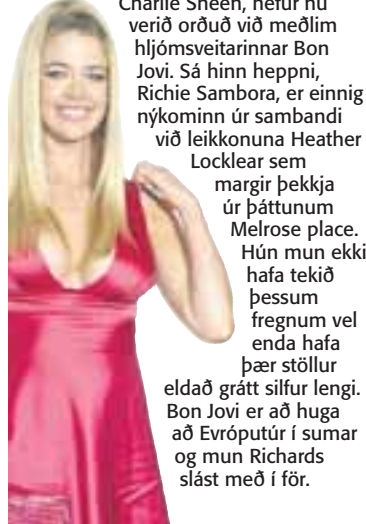 Charlie Sheen, hefur nú
verið orðuð við meðlim
hljómsveitarinnar Bon
Jovi. Sá hinn heppni,
Richie Sambora, er einnig
nýkominn úr sambandi
við leikkonuna Heather
Locklear sem
margir þekkja
úr þáttunum
Melrose place.
Hún mun ekki
hafa tekið
þessum
fregnum vel
enda hafa
þær stöllur
eldað grátt silfur lengi.
Bon Jovi er að huga
að Evróputúr í sumar
og mun Richards
slást með í för.